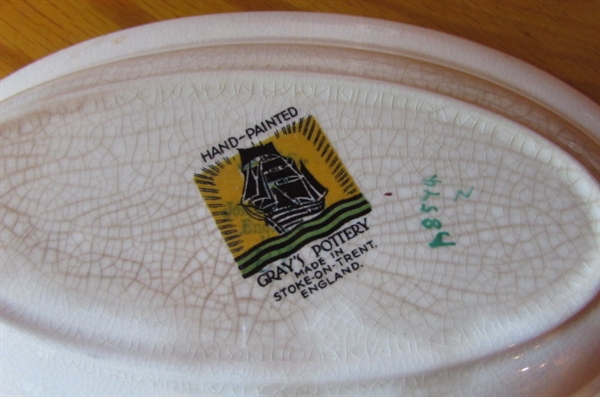 HAND-PAINTED
GRAY'S POTTERY
MADE IN
STOKE-ON-TRENT.
ENGLAND.
Z